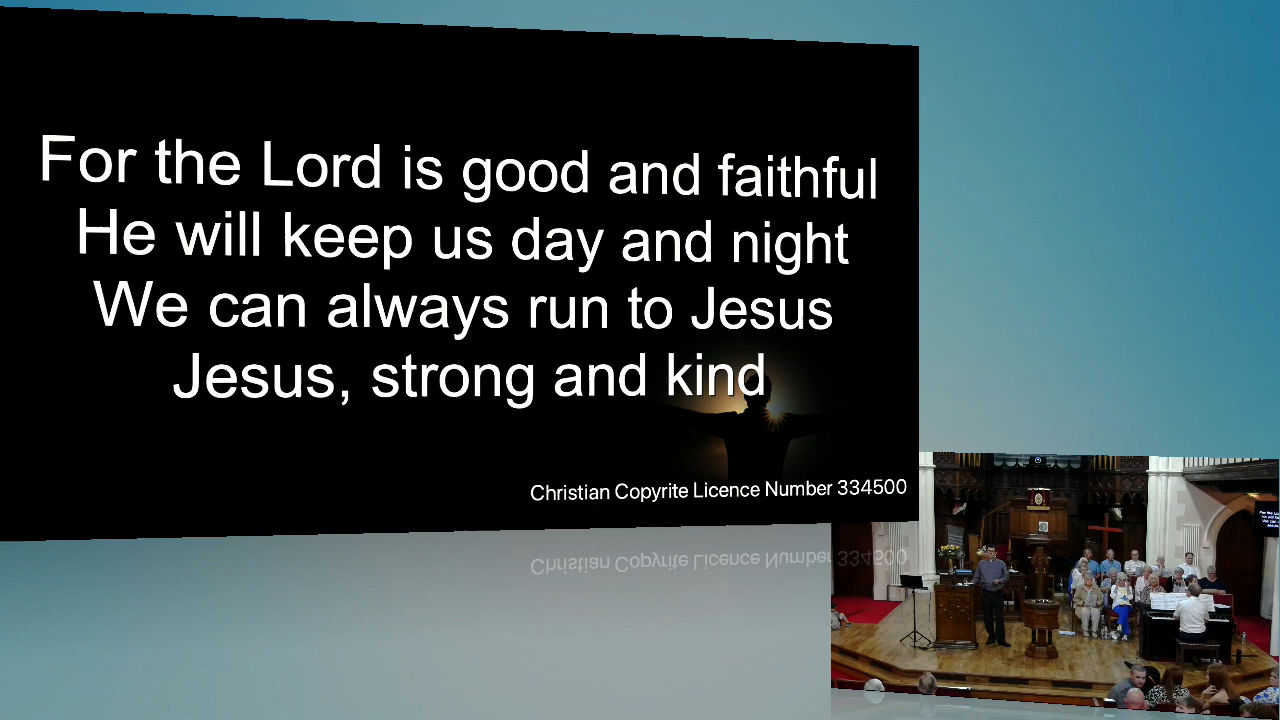 For the Lord is good and faithful
He will keep us day and night
We can always run to Jesus
Jesus, strong and kind
Christian Copyrite Licence Number 334500